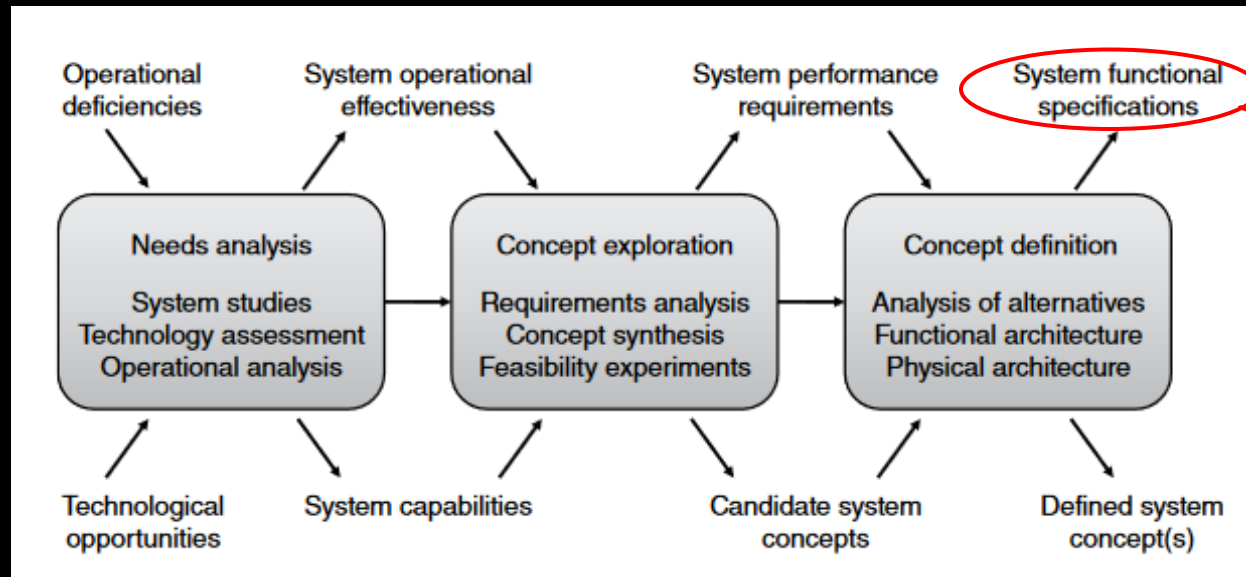 Operational
deficiencies
System operational
effectiveness
System performance
requirements
System functional
specifications
Needs analysis
System studies
Technology assessment
Operational analysis
Concept exploration
Requirements analysis
Concept synthesis
Feasibility experiments
Concept definition
Analysis of alternatives
Functional architecture
Physical architecture
Technological
opportunities
System capabilities
Candidate system
concepts
Defined system
concept(s)